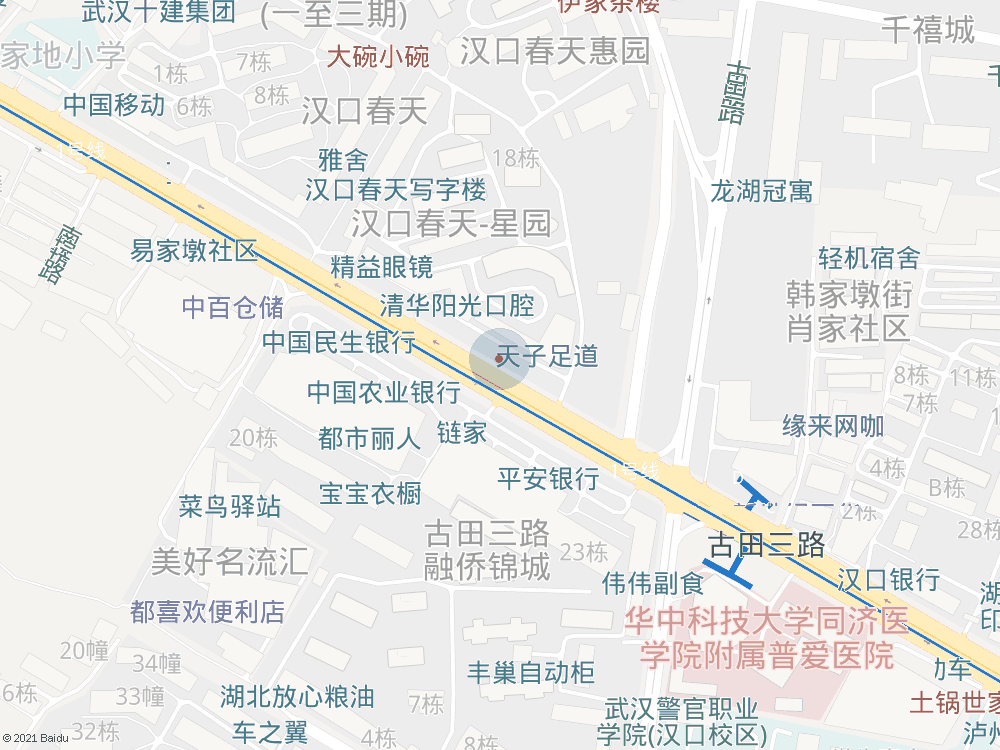 武汉十建集团
(一至三期)
伊家茶楼
千禧城
家地小学
7栋
1栋
大碗小碗
汉口春天惠园
中国移动
6栋
8栋
汉口春天
古田三路
1号线
雅舍
18栋
汉口春天写字楼
龙湖冠寓
汉口春天-星园
易家墩社区
精益眼镜
轻机宿舍
中百仓储
清华阳光口腔
韩家墩街
肖家社区
中国民生银行
天子足道
8栋
11栋
7栋
中国农业银行
20栋
都市丽人
链家
缘来网咖
1号线
4栋
平安银行
B栋
菜鸟驿站
宝宝衣橱
2栋
28栋
古田三路
融侨锦城
23栋
古田三路
美好名流汇
伟伟副食
汉口银行
湖
印
都喜欢便利店
华中科技大学同济医
学院附属普爱医院
20幢
34幢
33幢
6栋
丰巢自动柜
动车
湖北放心粮油
7栋
土锅世家
32栋
车之翼
3栋
8栋
武汉警官职业
学院(汉口校区)
泸州
© 2021 Baidu